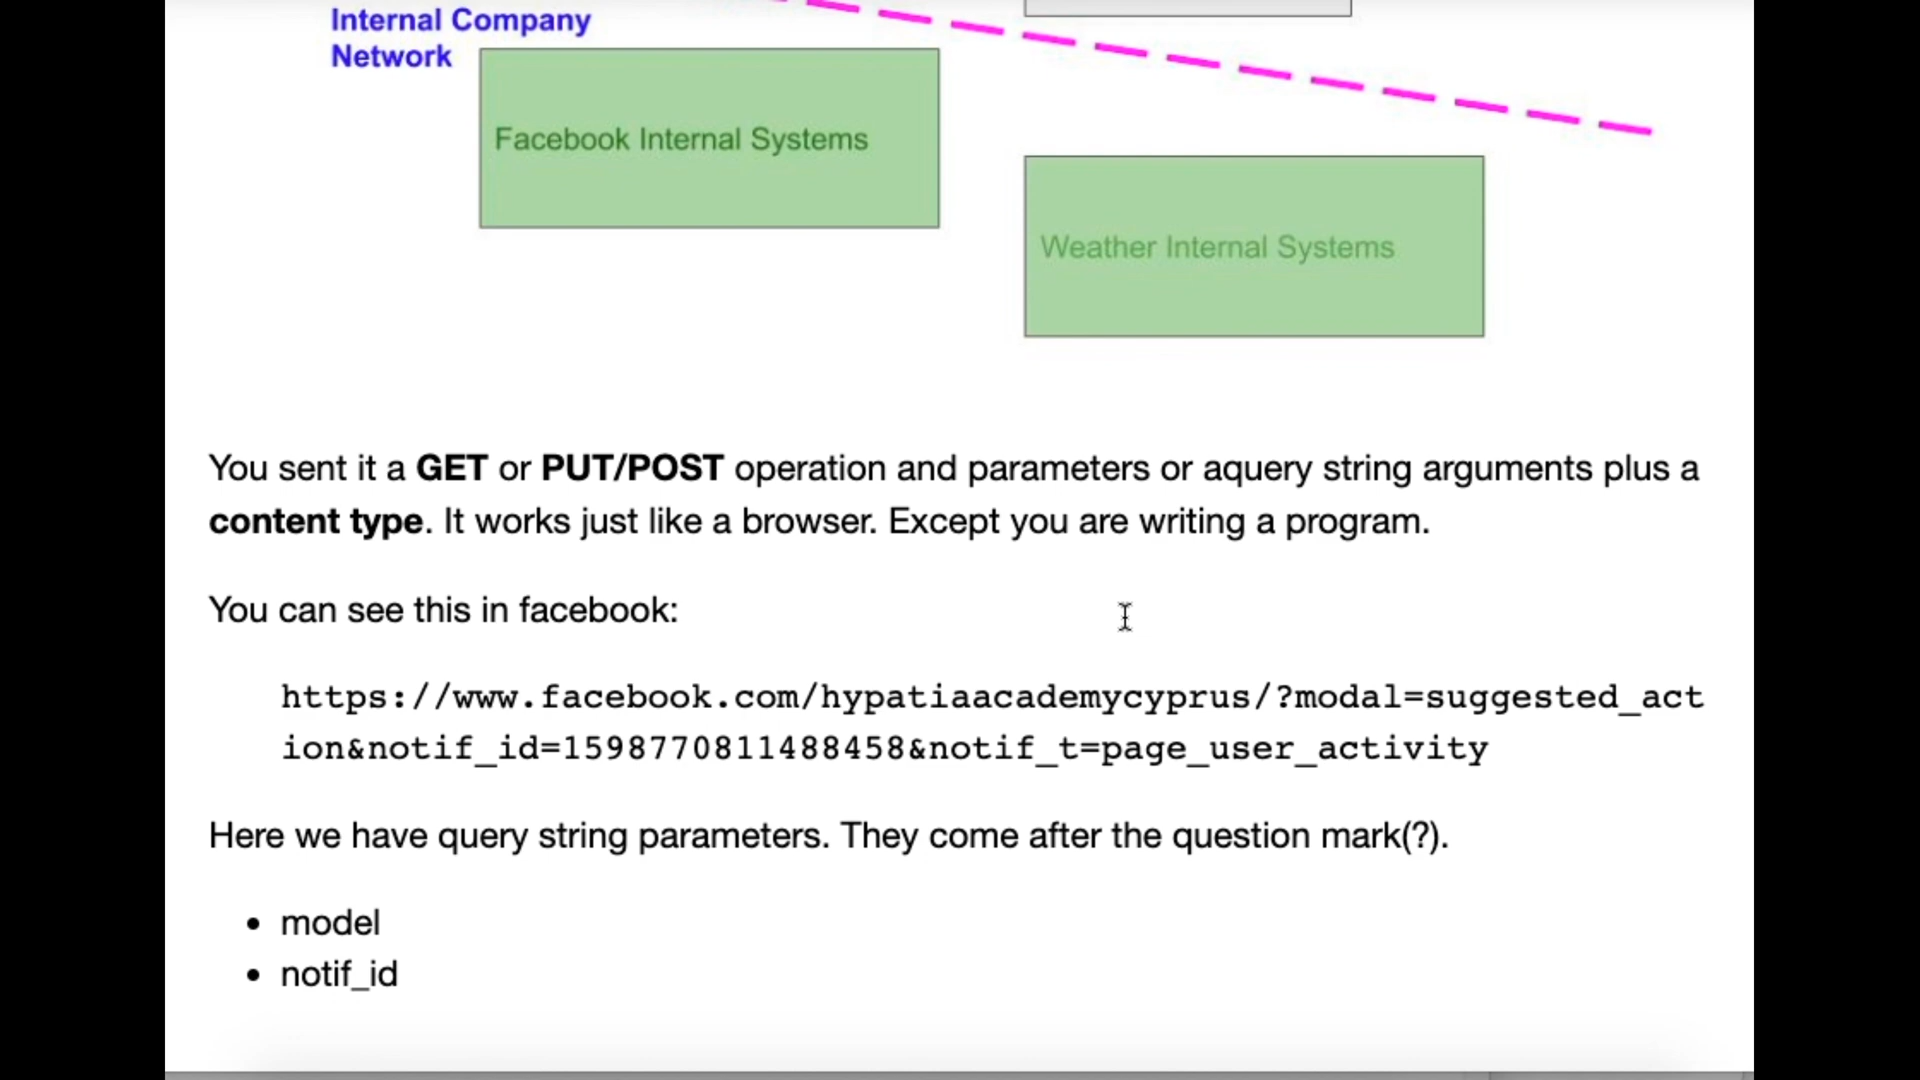 Internal Company
Network
Facebook Internal Systems
Weather Internal Systems
You sent it a GET or PUT/POST operation and parameters or aquery string arguments plus a
content type. It works just like a browser. Except you are writing a program.
You can see this in facebook:
https://www.facebook.com/hypatiaacademycyprus/?modal=suggested_act
ion&notif_id=1598770811488458&notif_t=page_user_activity
Here we have query string parameters. They come after the question mark(?).
• model
• notif_id